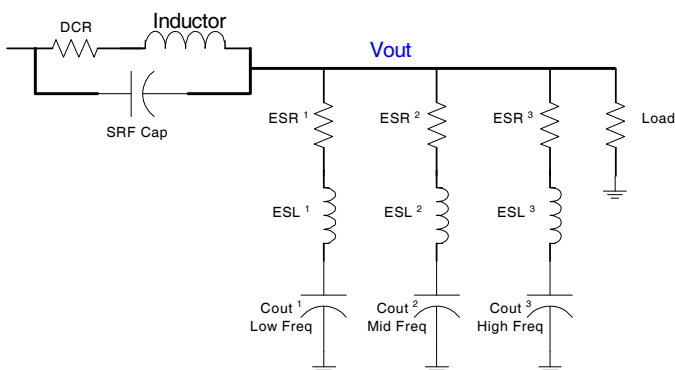 DCR
Inductor
SRF Cap
Vout
ESR 1
ESR 2
ESR 3
Load
ESL 1
ESL 2
ESL 3
Cout 1
Low Freq
Cout 2
Mid Freq
Cout 3
High Freq